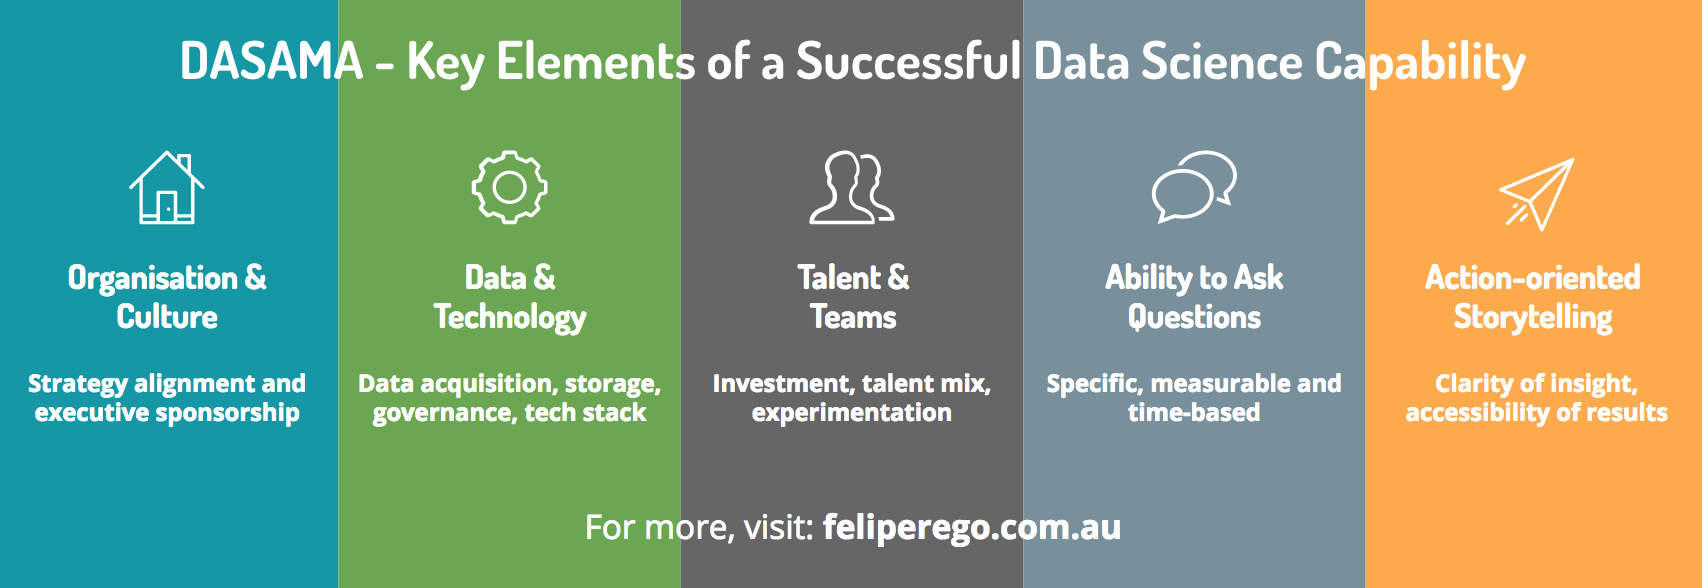 DASAMA - Key Elements of a Successful Data Science Capability
Organisation &
Culture
Strategy alignment and
executive sponsorship
Data &
Technology
Data acquisition, storage,
governance, tech stack
Talent &
Teams
Investment, talent mix,
experimentation
Ability to Ask
Questions
Specific, measurable and
time-based
Action-oriented
Storytelling
Clarity of insight,
accessibility of results
For more, visit: feliperego.com.au